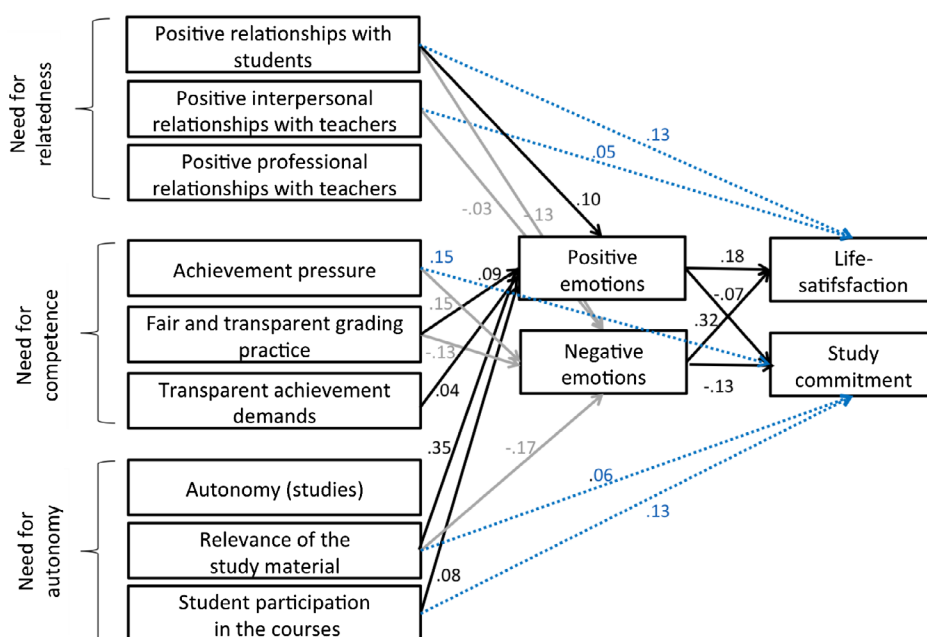 Need for
relatedness
Positive relationships with
students
Positive interpersonal
relationships with teachers
Positive professional
relationships with teachers
.13
.05
-.03
-.13
.10
Need for
competence
Achievement pressure
Fair and transparent grading
practice
Transparent achievement
demands
.15
.09
.15
-.13
.04
Positive
emotions
Negative
emotions
.18
-.07
.32
-.13
Life-
satifsfaction
Study
commitment
Need for
autonomy
Autonomy (studies)
Relevance of the
study material
Student participation
in the courses
.35
-.17
.06
.13
.08